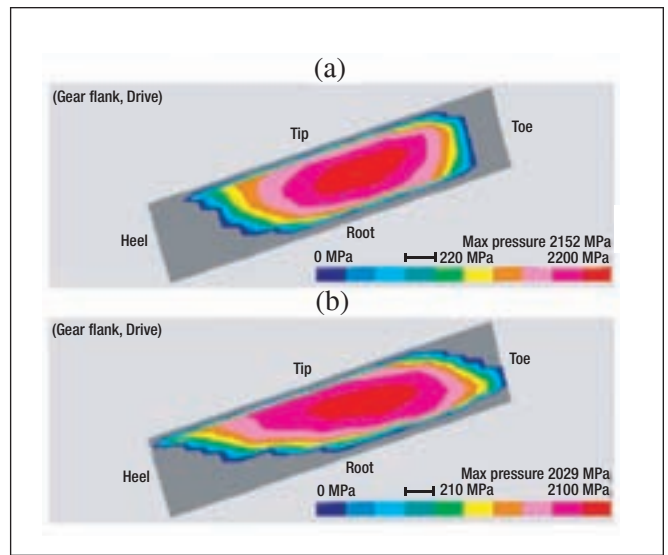 (a)
(Gear flank, Drive)
Tip
Toe
Heel
Root
Max pressure 2152 MPa
0 MPa 220 MPa 2200 MPa
(b)
(Gear flank, Drive)
Tip
Toe
Heel
Root
Max pressure 2029 MPa
0 MPa 210 MPa 2100 MPa